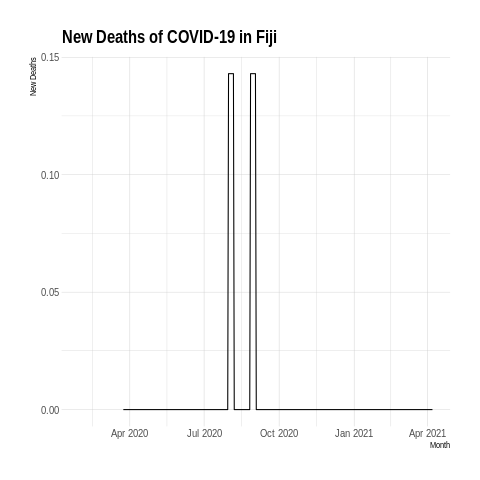 New Deaths of COVID-19 in Fiji
New Deaths
0.15
0.10
0.05
0.00
Apr 2020 Jul 2020 Oct 2020 Jan 2021 Apr 2021
Month